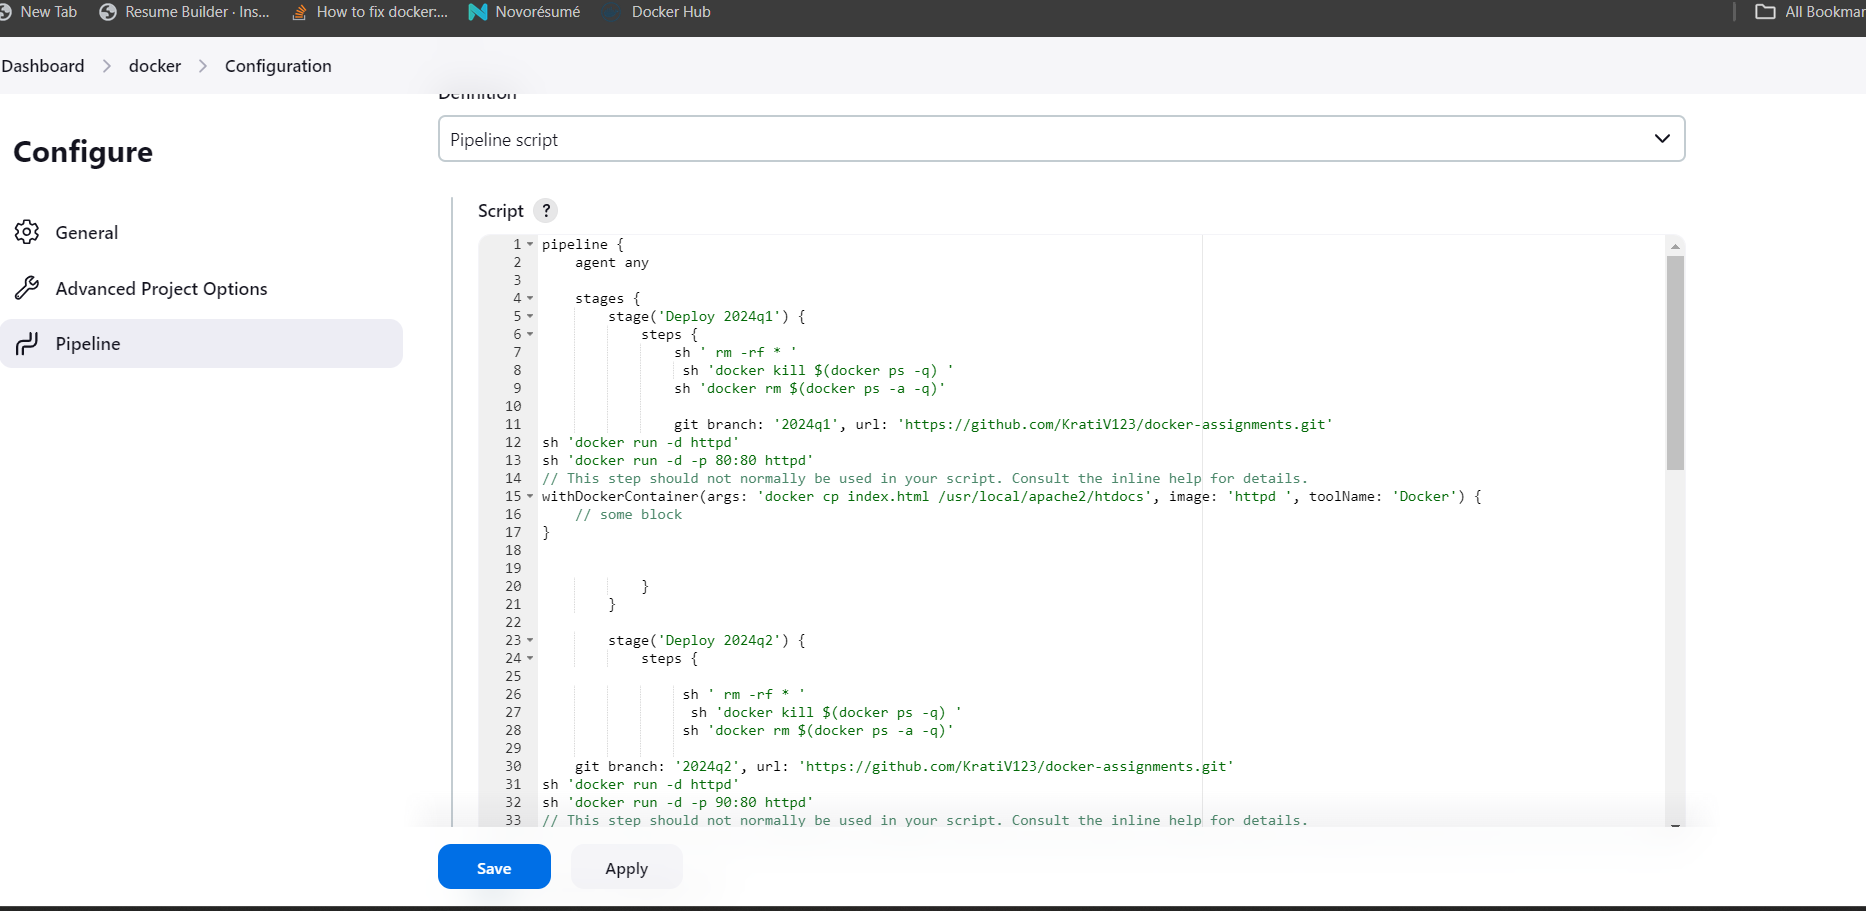 New Tab
Resume Builder · Ins...
How to fix docker:...
Novorésumé
Docker Hub
All Bookmar
Dashboard
docker
Configuration
Definition
Configure
Pipeline script
General
Advanced Project Options
Pipeline
Script ?
1 pipeline {
2     agent any
3
4     stages {
5         stage('Deploy 2024q1') {
6             steps {
7                 sh ' rm -rf * '
8                  sh 'docker kill $(docker ps -q) '
9                 sh 'docker rm $(docker ps -a -q)'
10
11                 git branch: '2024q1', url: 'https://github.com/KratiV123/docker-assignments.git'
12 sh 'docker run -d httpd'
13 sh 'docker run -d -p 80:80 httpd'
14 // This step should not normally be used in your script. Consult the inline help for details.
15 withDockerContainer(args: 'docker cp index.html /usr/local/apache2/htdocs', image: 'httpd ', toolName: 'Docker') {
16     // some block
17 }
18
19
20             }
21         }
22
23         stage('Deploy 2024q2') {
24             steps {
25
26                  sh ' rm -rf * '
27                   sh 'docker kill $(docker ps -q) '
28                  sh 'docker rm $(docker ps -a -q)'
29
30     git branch: '2024q2', url: 'https://github.com/KratiV123/docker-assignments.git'
31 sh 'docker run -d httpd'
32 sh 'docker run -d -p 90:80 httpd'
33 // This step should not normally be used in your script. Consult the inline help for details.
Save
Apply